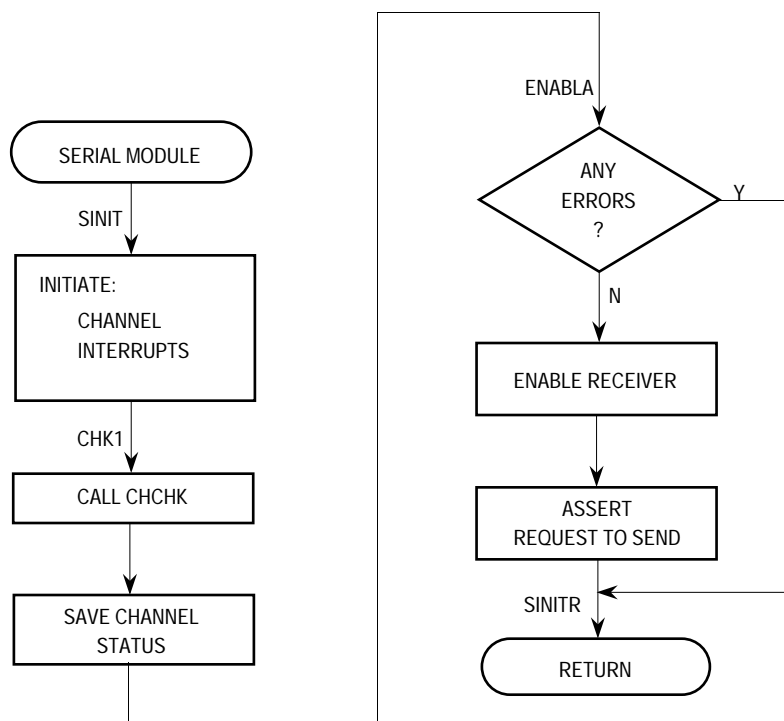 SERIAL MODULE
SINIT
INITIATE:
CHANNEL
INTERRUPTS
CHK1
CALL CHCHK
SAVE CHANNEL
STATUS
ENABLA
ANY
ERRORS
?
Y
N
ENABLE RECEIVER
ASSERT
REQUEST TO SEND
SINITR
RETURN